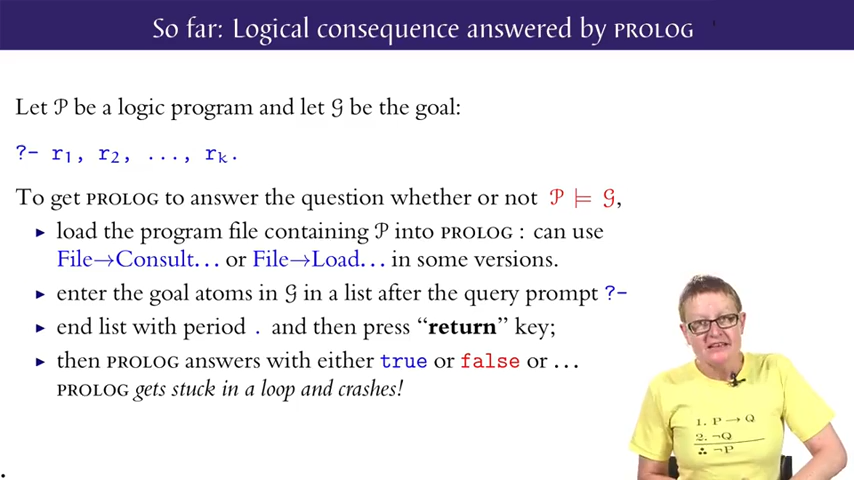 So far: Logical consequence answered by PROLOG
Let 𝒫 be a logic program and let 𝒢 be the goal:
?- r₁, r₂, ..., rₖ.
To get PROLOG to answer the question whether or not 𝒫 ⊨ 𝒢,
▸ load the program file containing 𝒫 into PROLOG : can use
File→Consult... or File→Load... in some versions.
▸ enter the goal atoms in 𝒢 in a list after the query prompt ?-
▸ end list with period . and then press “return” key;
▸ then PROLOG answers with either true or false or ...
PROLOG gets stuck in a loop and crashes!
1. P → Q
2. ¬Q
∴ ¬P